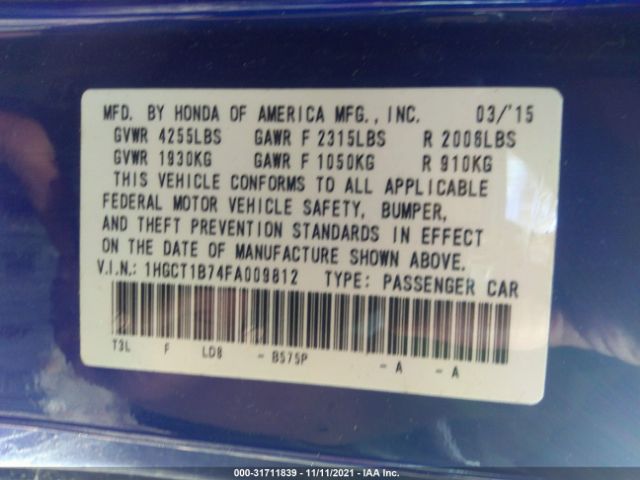 MFD. BY HONDA OF AMERICA MFG., INC. 03/'15
GVWR 4255LBS GAWR F 2315LBS R 2006LBS
GVWR 1930KG GAWR F 1050KG R 910KG
THIS VEHICLE CONFORMS TO ALL APPLICABLE
FEDERAL MOTOR VEHICLE SAFETY, BUMPER,
AND THEFT PREVENTION STANDARDS IN EFFECT
ON THE DATE OF MANUFACTURE SHOWN ABOVE.
V.I.N.: 1HGCT1B74FA009812 TYPE: PASSENGER CAR
T3L F LD8 - B575P - A - A
000-31711839 - 11/11/2021 - IAA Inc.